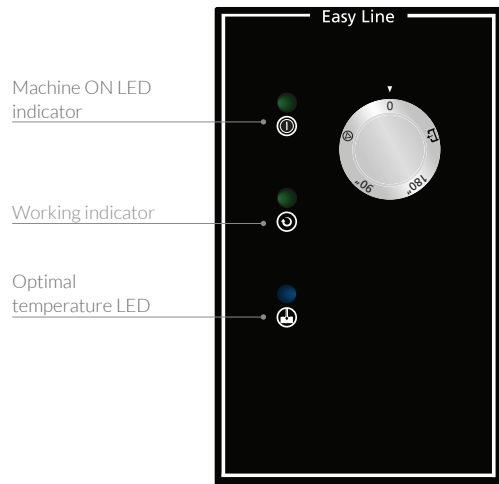 Easy Line
Machine ON LED
indicator
0
180"
90"
Working indicator
Optimal
temperature LED